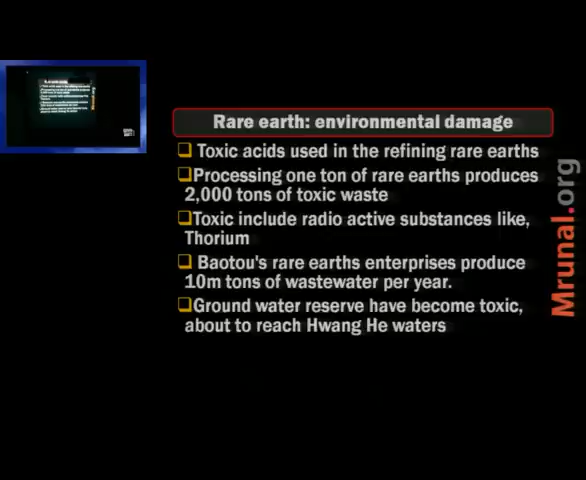 Rare earth: environmental damage
❑ Toxic acids used in the refining rare earths
❑Processing one ton of rare earths produces
2,000 tons of toxic waste
❑Toxic include radio active substances like,
Thorium
❑ Baotou's rare earths enterprises produce
10m tons of wastewater per year.
❑Ground water reserve have become toxic,
about to reach Hwang He waters
Mrunal.org